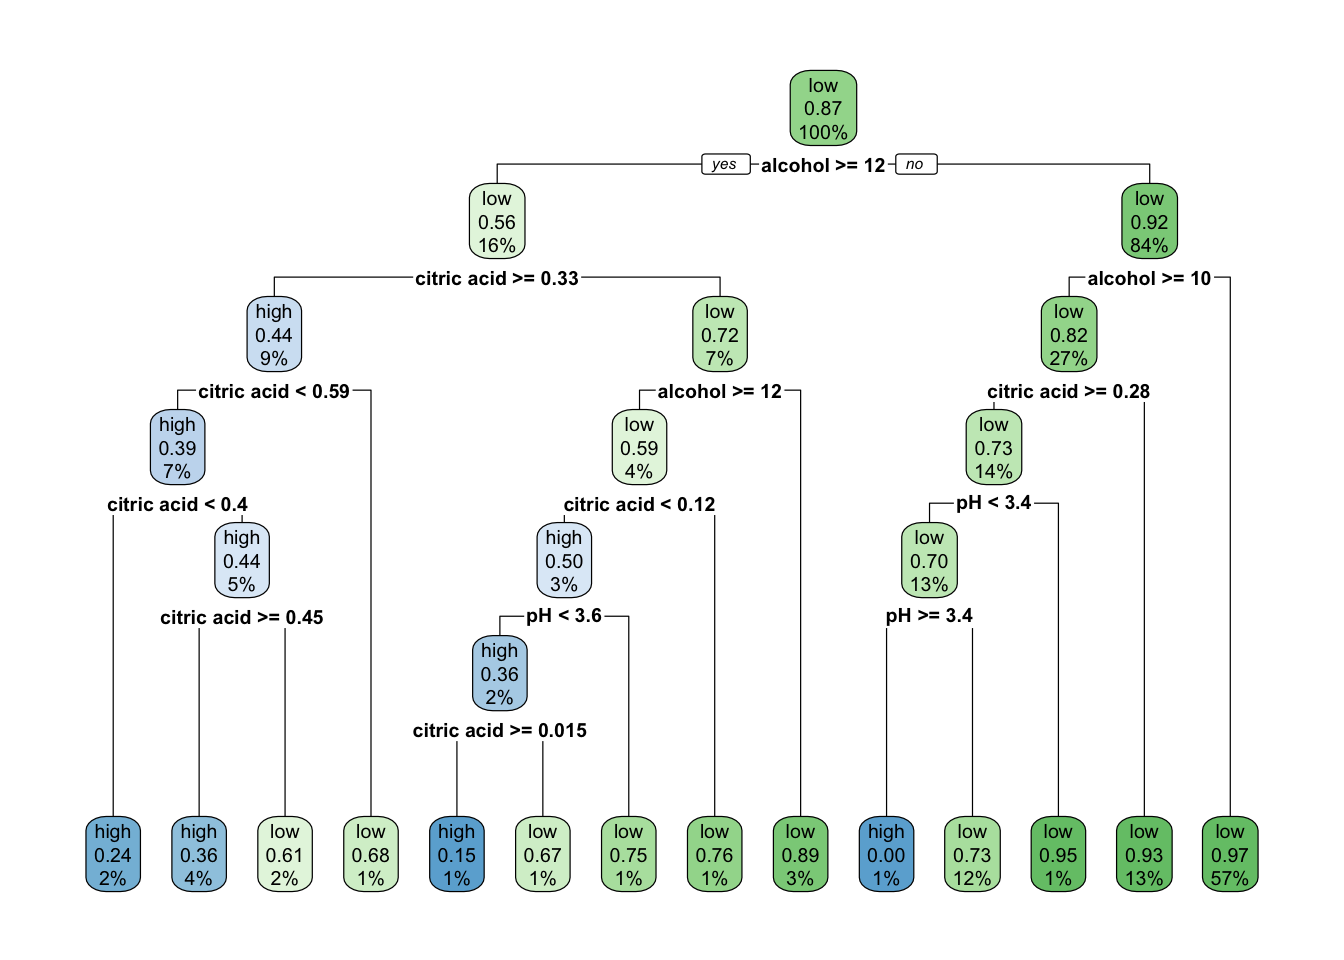 low
0.87
100%
yes alcohol >= 12 no
low
0.56
16%
low
0.92
84%
citric acid >= 0.33
alcohol >= 10
high
0.44
9%
low
0.72
7%
low
0.82
27%
citric acid < 0.59
alcohol >= 12
citric acid >= 0.28
high
0.39
7%
low
0.59
4%
low
0.73
14%
citric acid < 0.4
citric acid < 0.12
pH < 3.4
high
0.44
5%
high
0.50
3%
low
0.70
13%
citric acid >= 0.45
pH < 3.6
pH >= 3.4
high
0.36
2%
citric acid >= 0.015
high
0.24
2%
high
0.36
4%
low
0.61
2%
low
0.68
1%
high
0.15
1%
low
0.67
1%
low
0.75
1%
low
0.76
1%
low
0.89
3%
high
0.00
1%
low
0.73
12%
low
0.95
1%
low
0.93
13%
low
0.97
57%